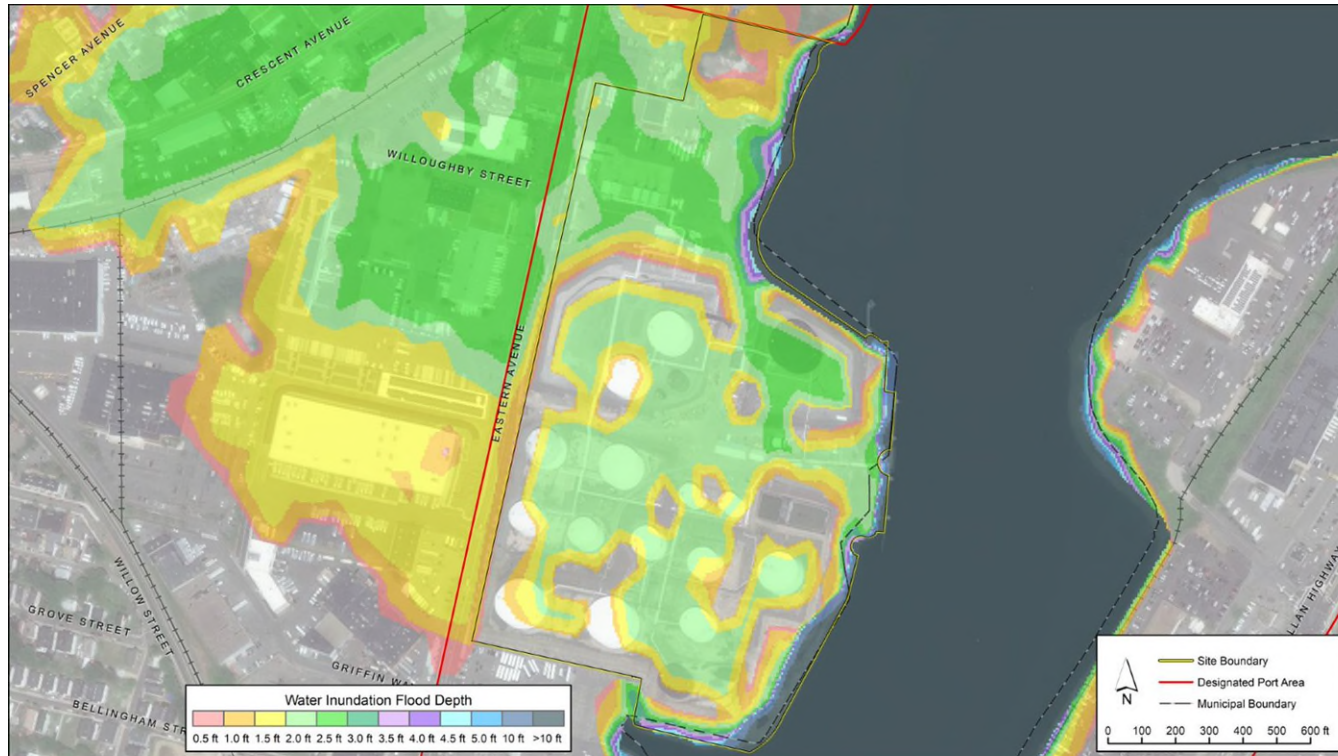 SPENCER AVENUE
CRESCENT AVENUE
WILLOUGHBY STREET
EASTERN AVENUE
WILLOW STREET
GROVE STREET
GRIFFIN WA
BELLINGHAM STR
LLAN HIGHWAY
Water Inundation Flood Depth
0.5 ft 1.0 ft 1.5 ft 2.0 ft 2.5 ft 3.0 ft 3.5 ft 4.0 ft 4.5 ft 5.0 ft 10 ft >10 ft
N
Site Boundary
Designated Port Area
Municipal Boundary
0 100 200 300 400 600 ft